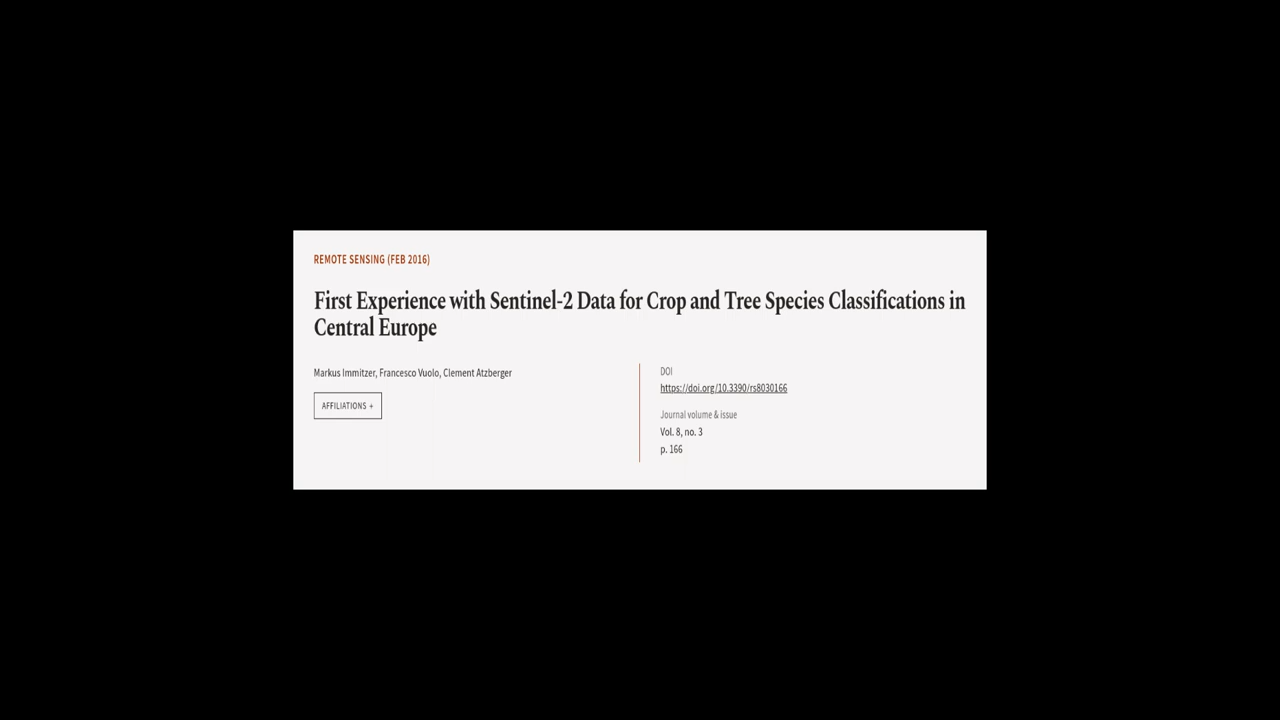 REMOTE SENSING (FEB 2016)
First Experience with Sentinel-2 Data for Crop and Tree Species Classifications in
Central Europe
Markus Immitzer, Francesco Vuolo, Clement Atzberger
AFFILIATIONS +
DOI
https://doi.org/10.3390/rs8030166
Journal volume & issue
Vol. 8, no. 3
p. 166